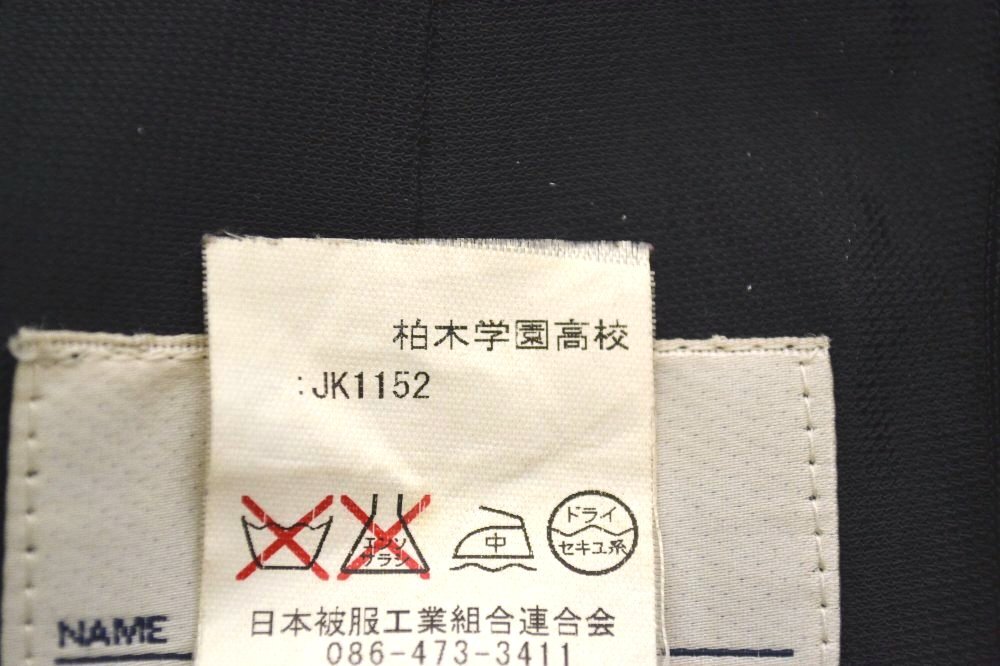 柏木学園高校
:JK1152
エンソ
サラシ
中
ドライ
セキユ系
日本被服工業組合連合会
086-473-3411
NAME